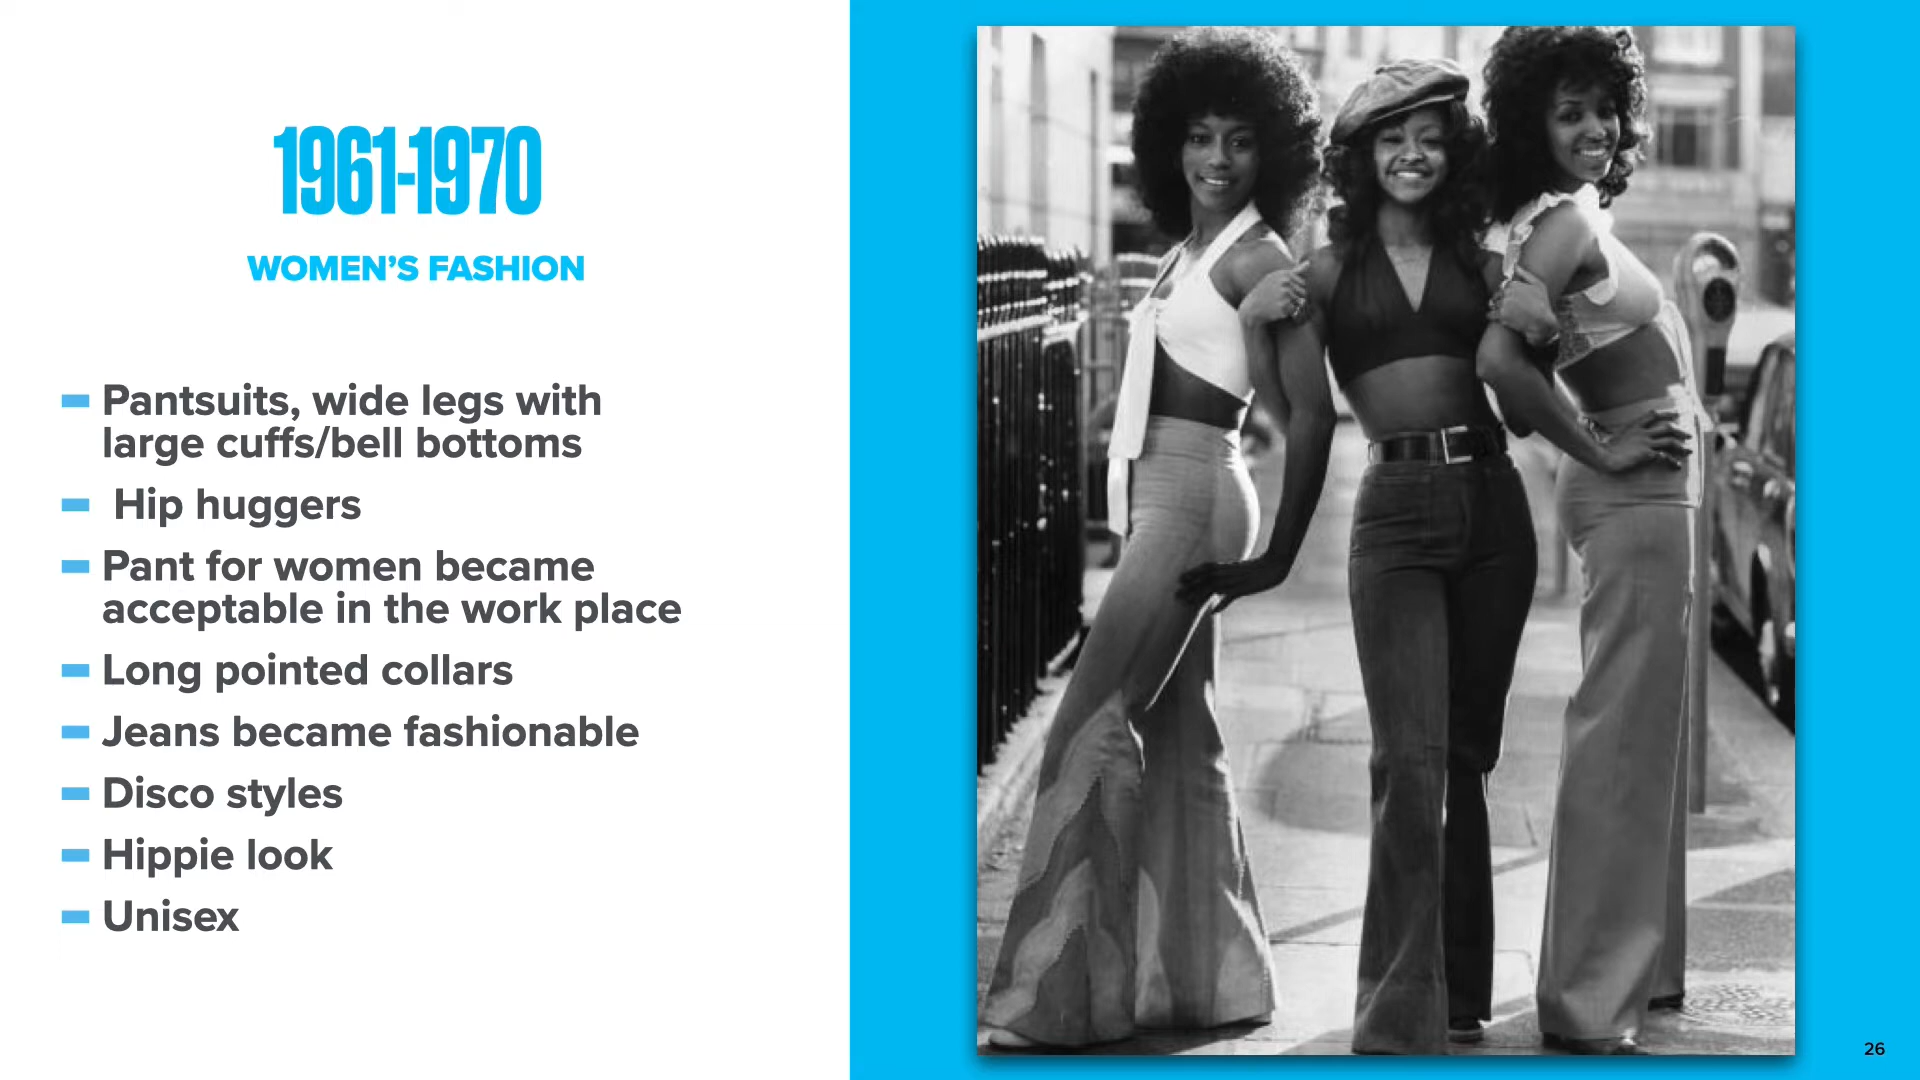 1961-1970
WOMEN’S FASHION
Pantsuits, wide legs with
large cuffs/bell bottoms
Hip huggers
Pant for women became
acceptable in the work place
Long pointed collars
Jeans became fashionable
Disco styles
Hippie look
Unisex
26